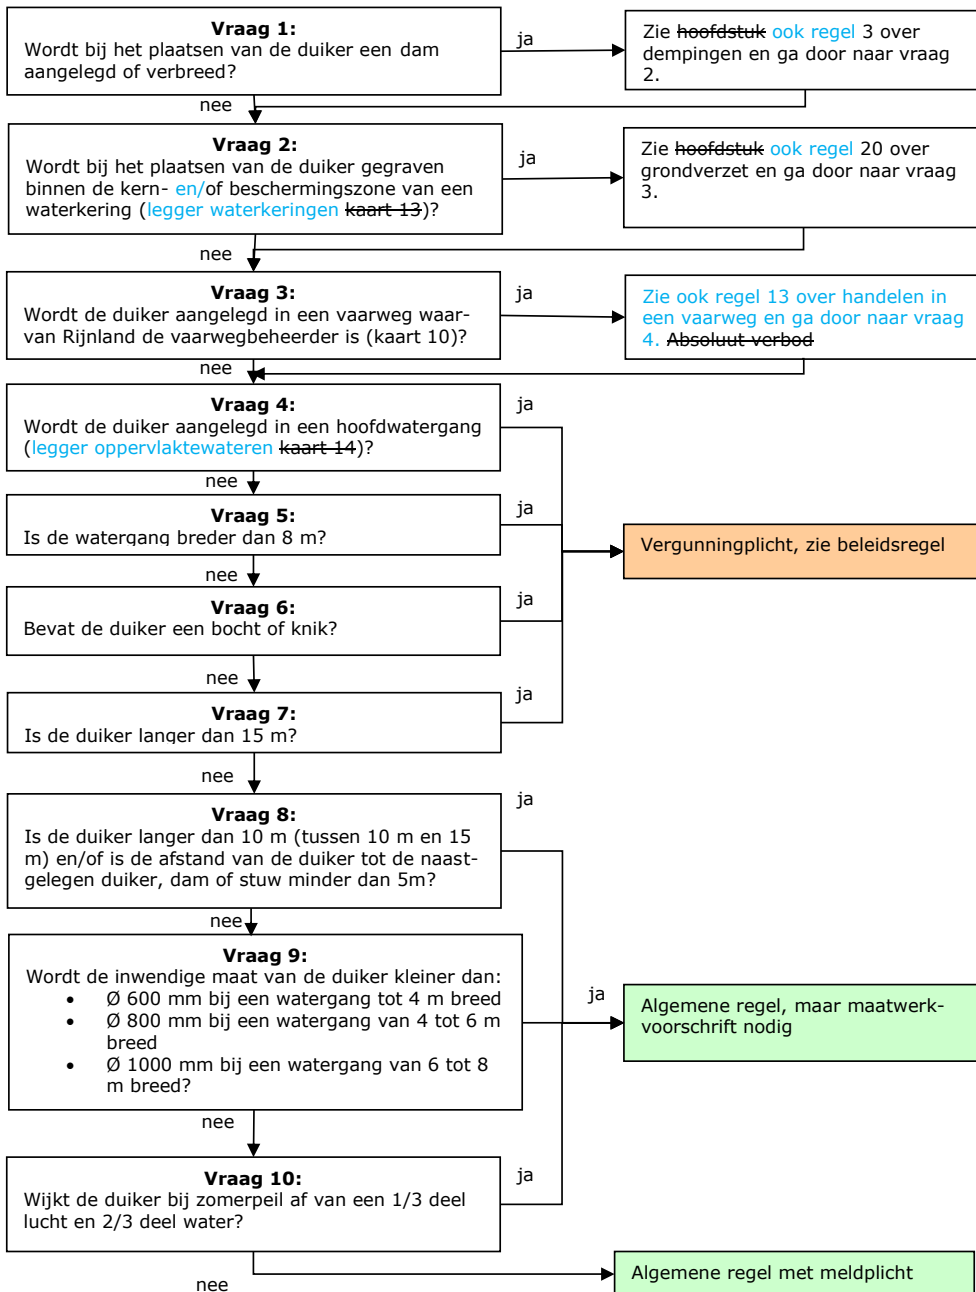 Vraag 1:
Wordt bij het plaatsen van de duiker een dam
aangelegd of verbreed?
ja
Zie hoofdstuk ook regel 3 over
dempingen en ga door naar vraag
2.
nee
Vraag 2:
Wordt bij het plaatsen van de duiker gegraven
binnen de kern- en/of beschermingszone van een
waterkering (legger waterkeringen kaart 13)?
ja
Zie hoofdstuk ook regel 20 over
grondverzet en ga door naar vraag
3.
nee
Vraag 3:
Wordt de duiker aangelegd in een vaarweg waar-
van Rijnland de vaarwegbeheerder is (kaart 10)?
ja
Zie ook regel 13 over handelen in
een vaarweg en ga door naar vraag
4. Absoluut verbod
nee
Vraag 4:
Wordt de duiker aangelegd in een hoofdwatergang
(legger oppervlaktewateren kaart 14)?
ja
nee
Vraag 5:
Is de watergang breder dan 8 m?
ja
Vergunningplicht, zie beleidsregel
nee
Vraag 6:
Bevat de duiker een bocht of knik?
ja
nee
Vraag 7:
Is de duiker langer dan 15 m?
ja
nee
Vraag 8:
Is de duiker langer dan 10 m (tussen 10 m en 15
m) en/of is de afstand van de duiker tot de naast-
gelegen duiker, dam of stuw minder dan 5m?
ja
nee
Vraag 9:
Wordt de inwendige maat van de duiker kleiner dan:
• Ø 600 mm bij een watergang tot 4 m breed
• Ø 800 mm bij een watergang van 4 tot 6 m
breed
• Ø 1000 mm bij een watergang van 6 tot 8
m breed?
ja
Algemene regel, maar maatwerk-
voorschrift nodig
nee
Vraag 10:
Wijkt de duiker bij zomerpeil af van een 1/3 deel
lucht en 2/3 deel water?
ja
nee
Algemene regel met meldplicht